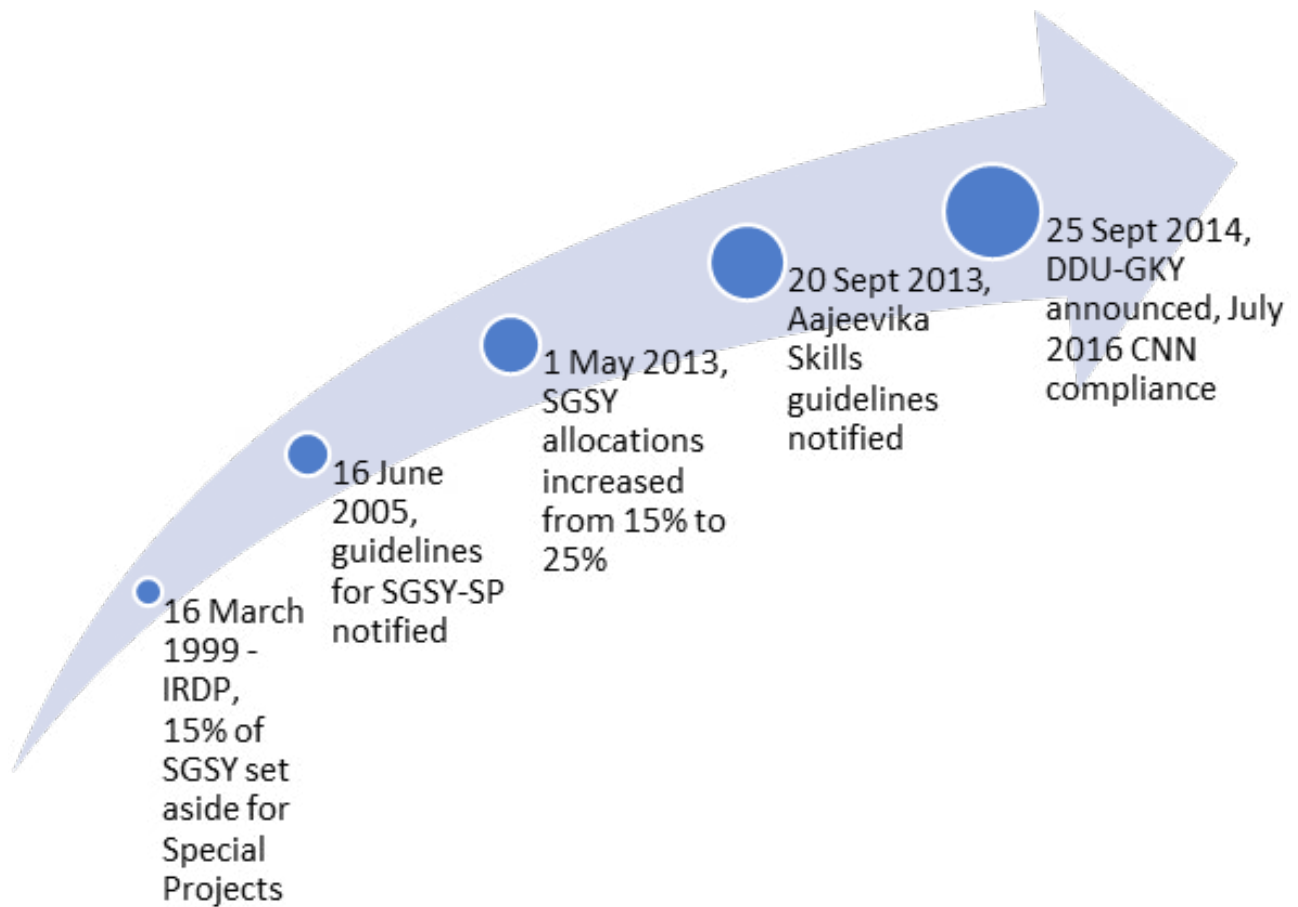 16 March
1999 -
IRDP,
15% of
SGSY set
aside for
Special
Projects
16 June
2005,
guidelines
for SGSY-SP
notified
1 May 2013,
SGSY
allocations
increased
from 15% to
25%
20 Sept 2013,
Aajeevika
Skills
guidelines
notified
25 Sept 2014,
DDU-GKY
announced, July
2016 CNN
compliance